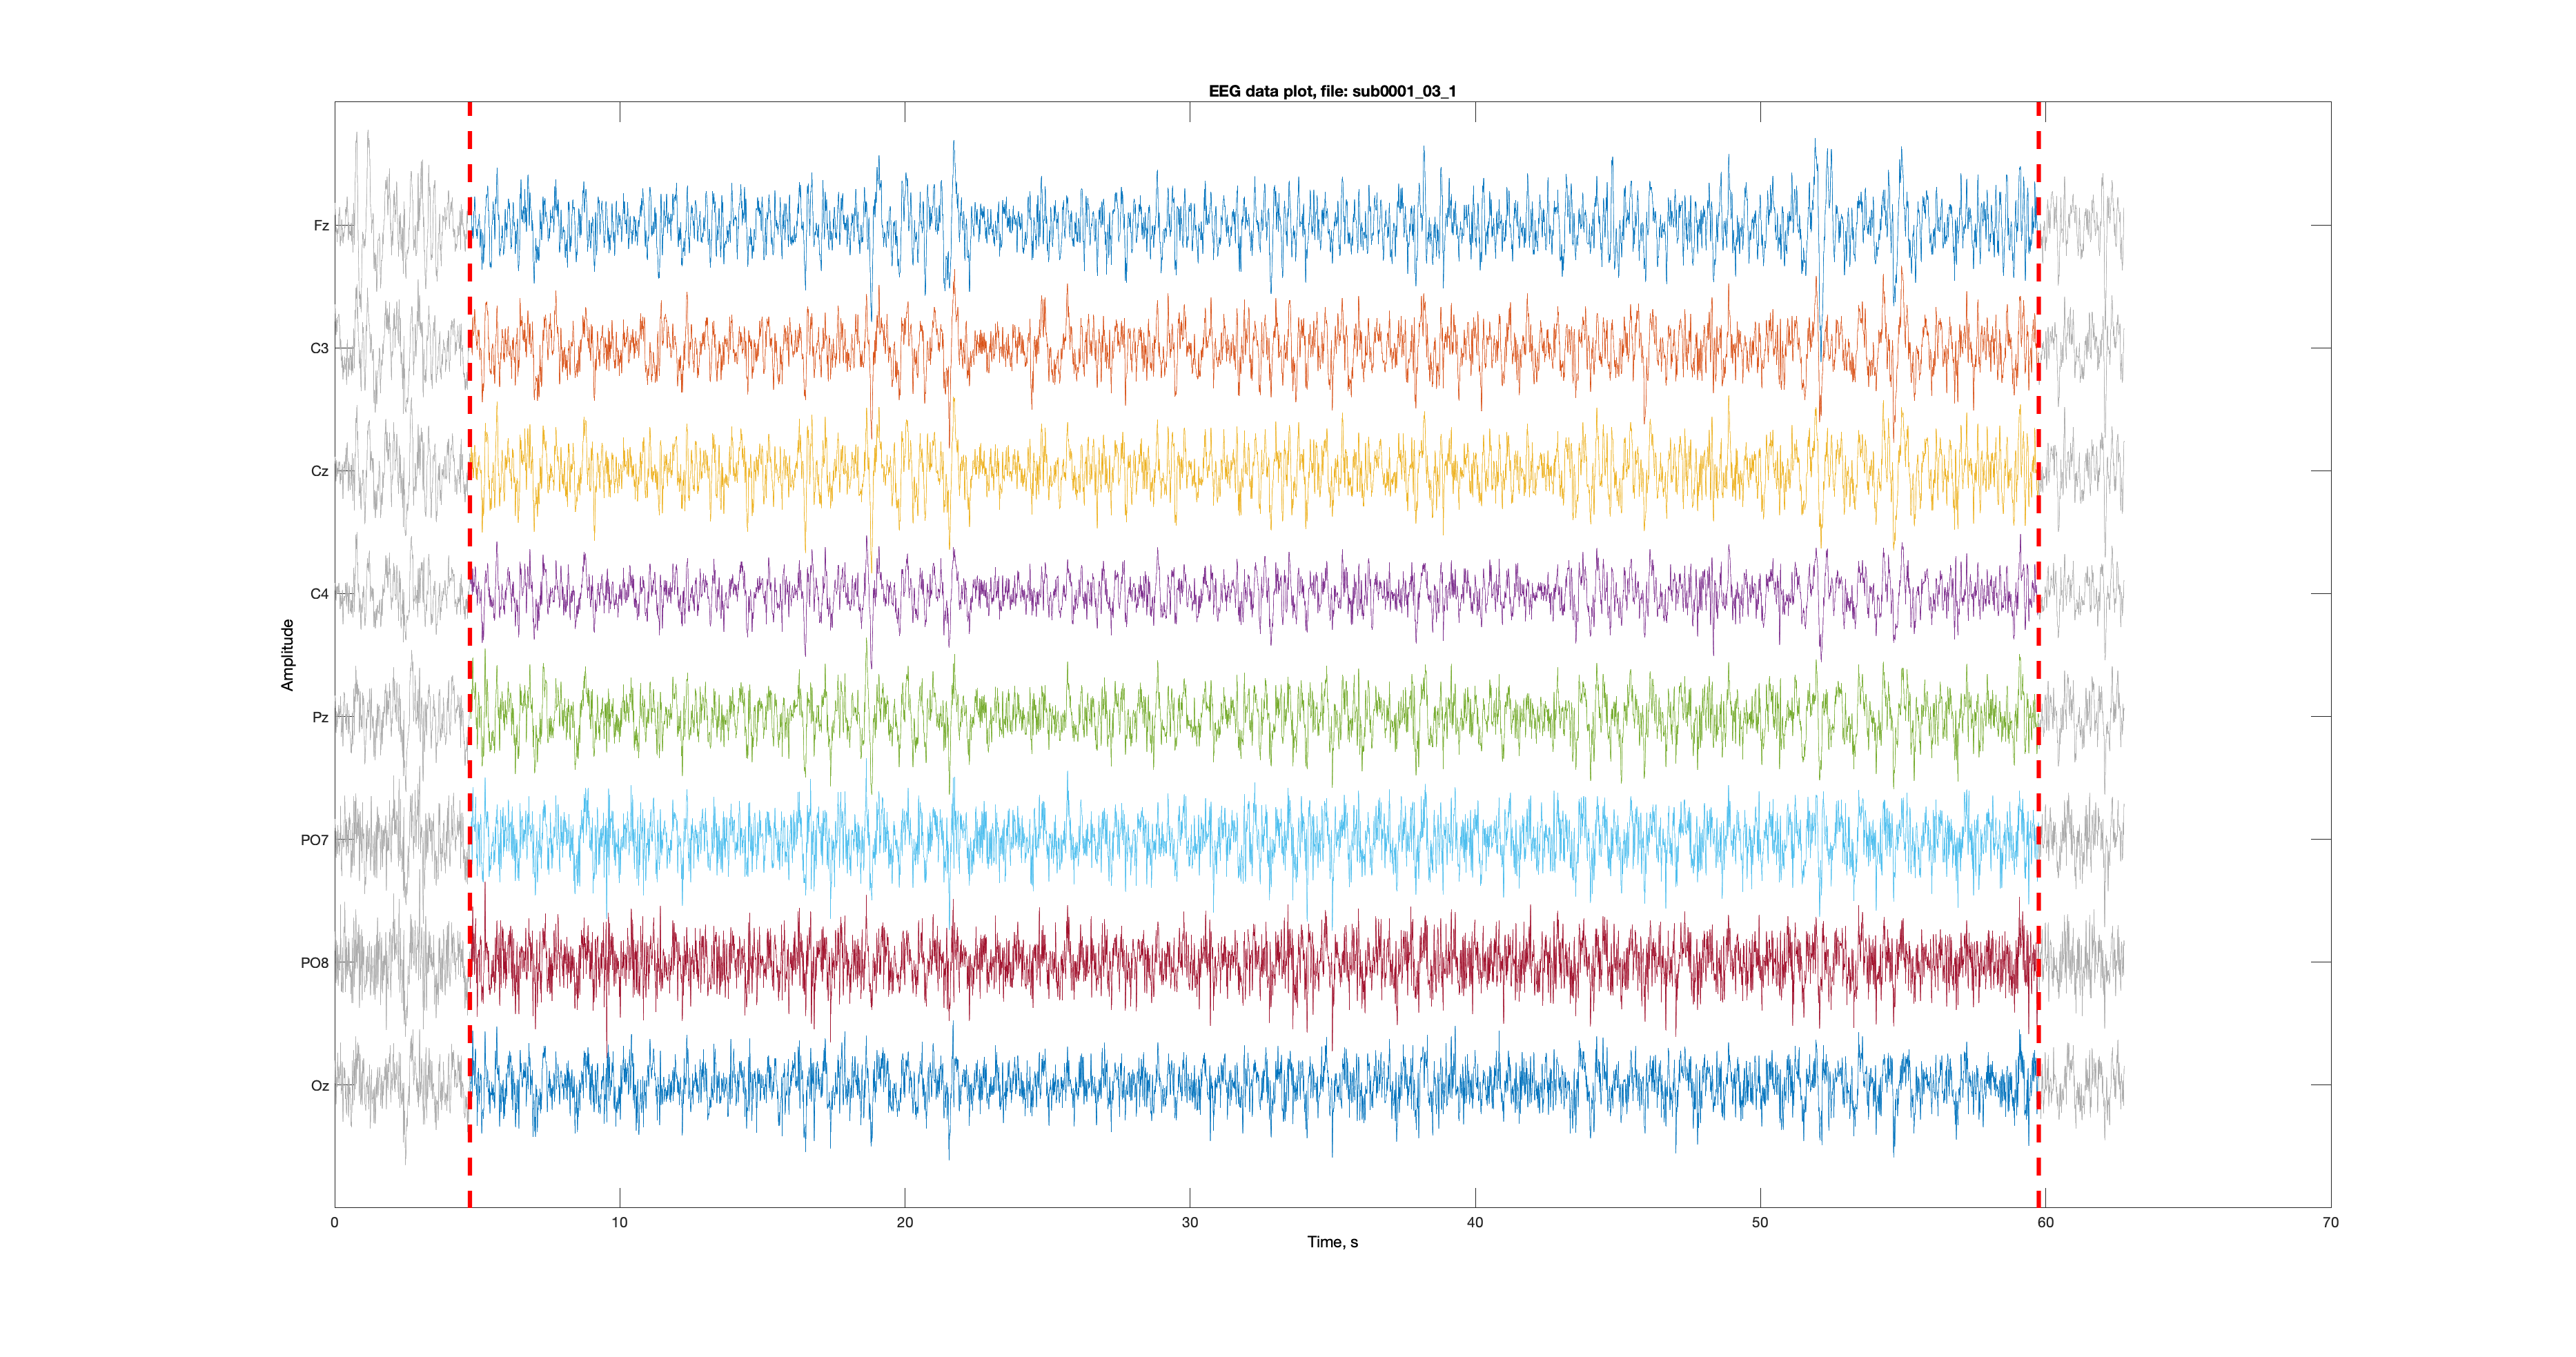 EEG data plot, file: sub0001_03_1
Fz
C3
Cz
C4
Pz
PO7
PO8
Oz
Amplitude
0 10 20 30 40 50 60 70
Time, s